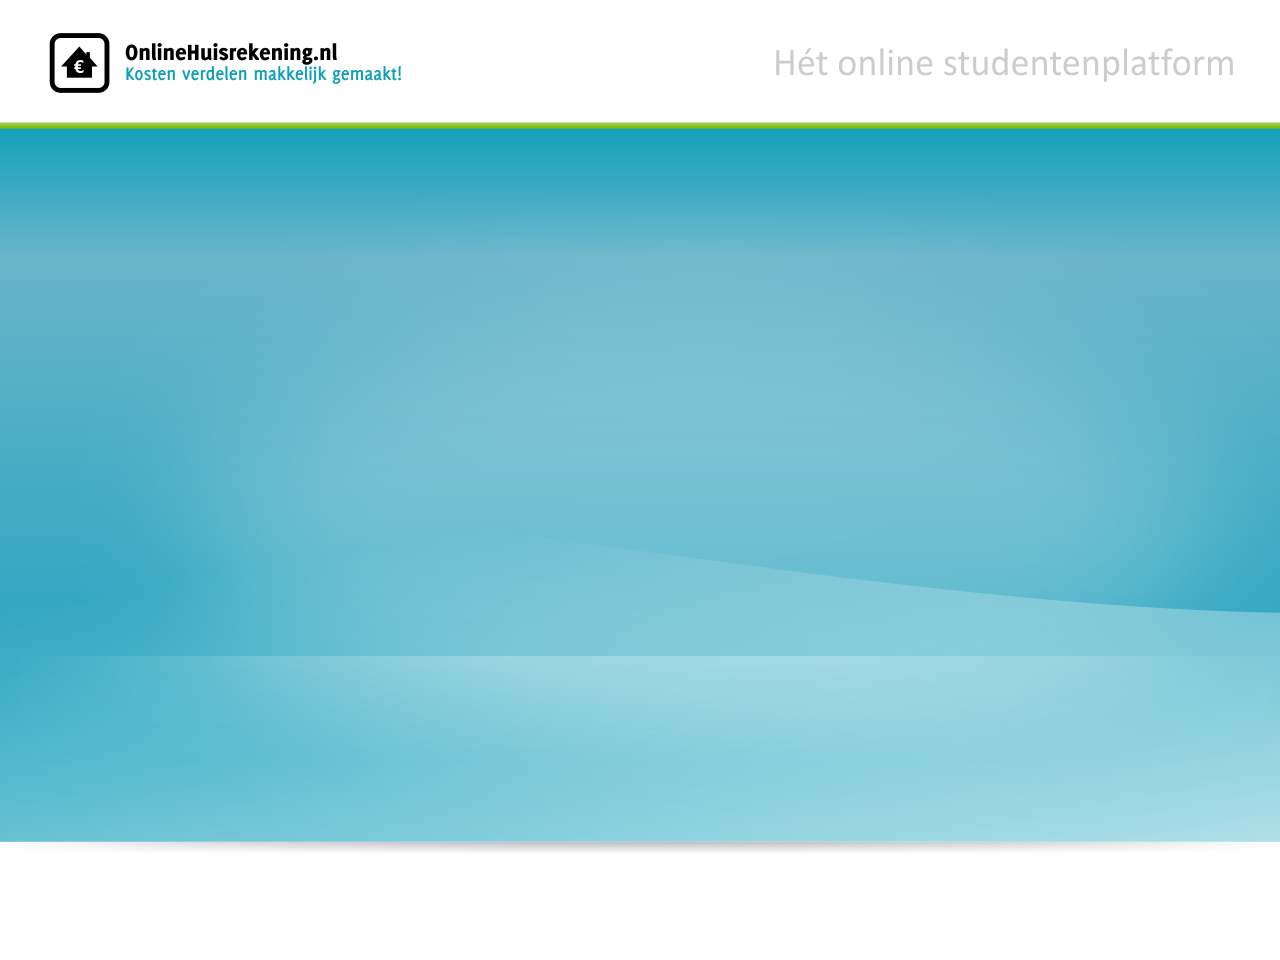 OnlineHuisrekening.nl
Kosten verdelen makkelijk gemaakt!
Hét online studentenplatform
€